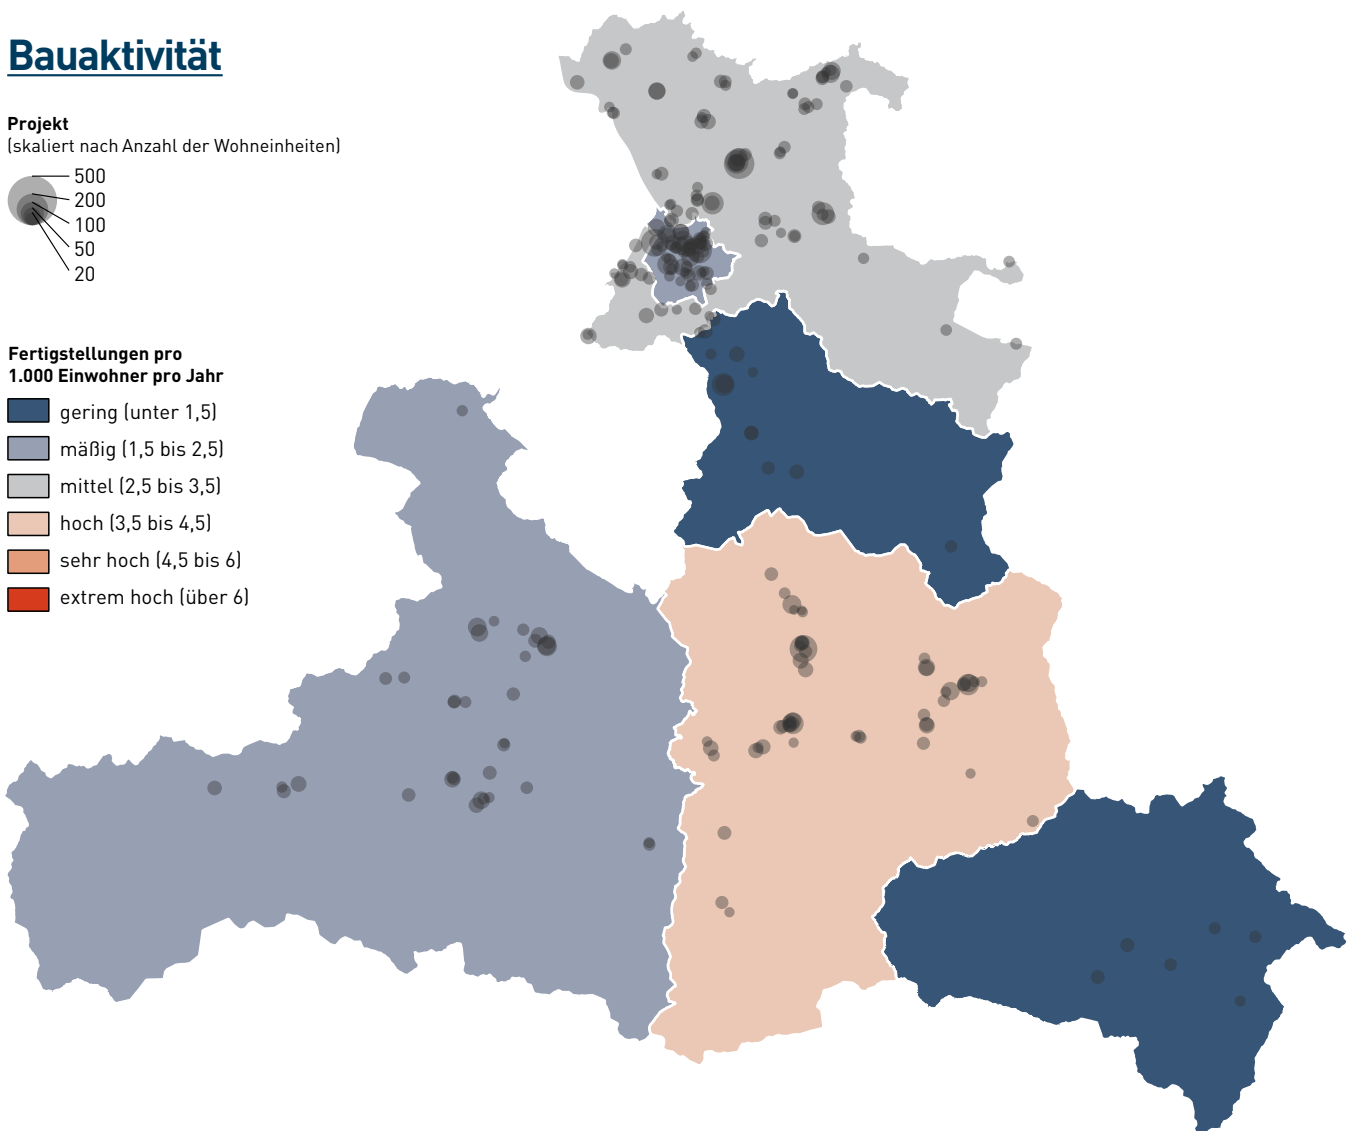 Bauaktivität
Projekt
(skaliert nach Anzahl der Wohneinheiten)
500
200
100
50
20
Fertigstellungen pro
1.000 Einwohner pro Jahr
gering (unter 1,5)
mäßig (1,5 bis 2,5)
mittel (2,5 bis 3,5)
hoch (3,5 bis 4,5)
sehr hoch (4,5 bis 6)
extrem hoch (über 6)